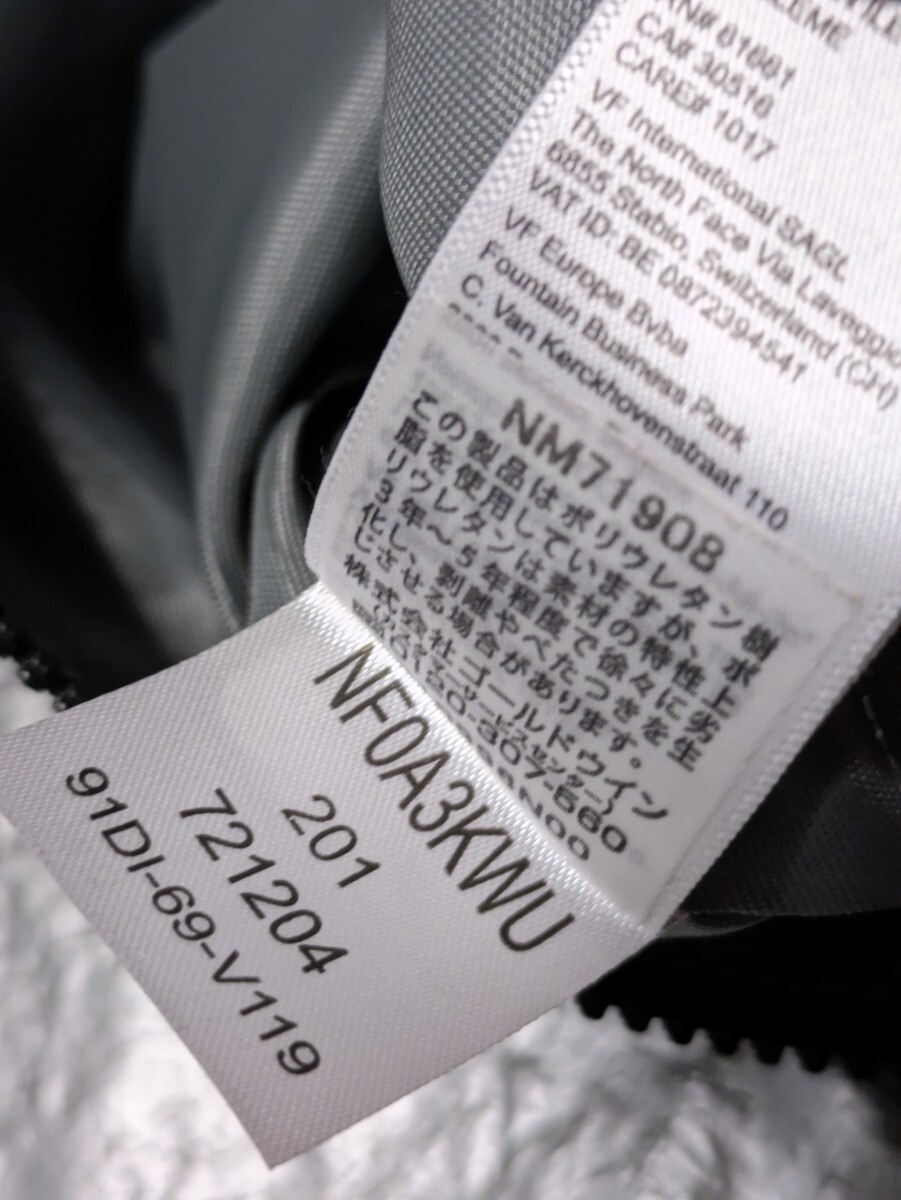 RN# 61661
CA# 30516
CARE# 1017
VF International SAGL
The North Face Via Laveggio
6855 Stabio, Switzerland (CH)
VAT ID: BE 0872394541
VF Europe Bvba
Fountain Business Park
C. Van Kerckhovenstraat 110
NM71908
この製品はポリウレタン樹
脂を使用していますが、ポ
リウレタンは素材の特性上
3年〜5年程度で徐々に劣
化し、剥離やべたつきを生
じさせる場合があります。
株式会社ゴールドウイン
NF0A3KWU
201
721204
91DI-69-V119